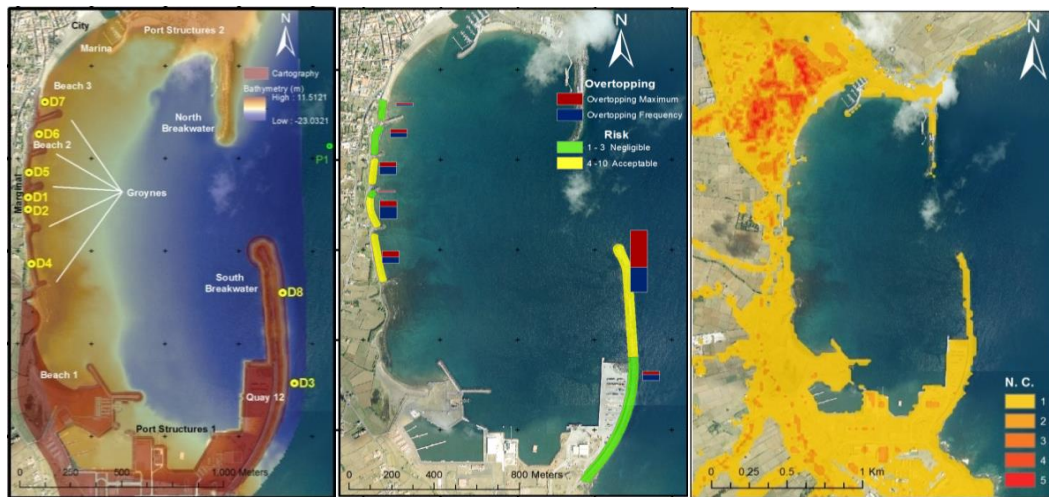 City
Port Structures 2
N
Marina
Cartography
Bathymetry (m)
High : 11.5121
Low : -23.0321
Beach 3
D7
North
Breakwater
P1
D6
Beach 2
D5
Groynes
Marginal
D1
D2
D4
South
Breakwater
D8
D3
Beach 1
Quay 12
Port Structures 1
0 250 500 1,000 Meters
N
Overtopping
Overtopping Maximum
Overtopping Frequency
Risk
1 - 3 Negligible
4 -10 Acceptable
0 200 400 800 Meters
N
N. C.
1
2
3
4
5
0 0.25 0.5 1 Km